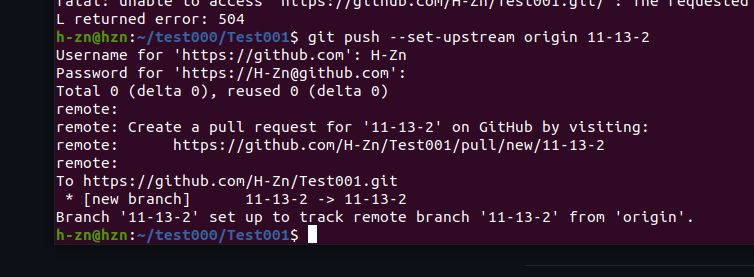 fatal: unable to access 'https://github.com/H-Zn/Test001.git/': The requested
L returned error: 504
h-zn@hzn:~/test000/Test001$ git push --set-upstream origin 11-13-2
Username for 'https://github.com': H-Zn
Password for 'https://H-Zn@github.com':
Total 0 (delta 0), reused 0 (delta 0)
remote:
remote: Create a pull request for '11-13-2' on GitHub by visiting:
remote:      https://github.com/H-Zn/Test001/pull/new/11-13-2
remote:
To https://github.com/H-Zn/Test001.git
 * [new branch]      11-13-2 -> 11-13-2
Branch '11-13-2' set up to track remote branch '11-13-2' from 'origin'.
h-zn@hzn:~/test000/Test001$